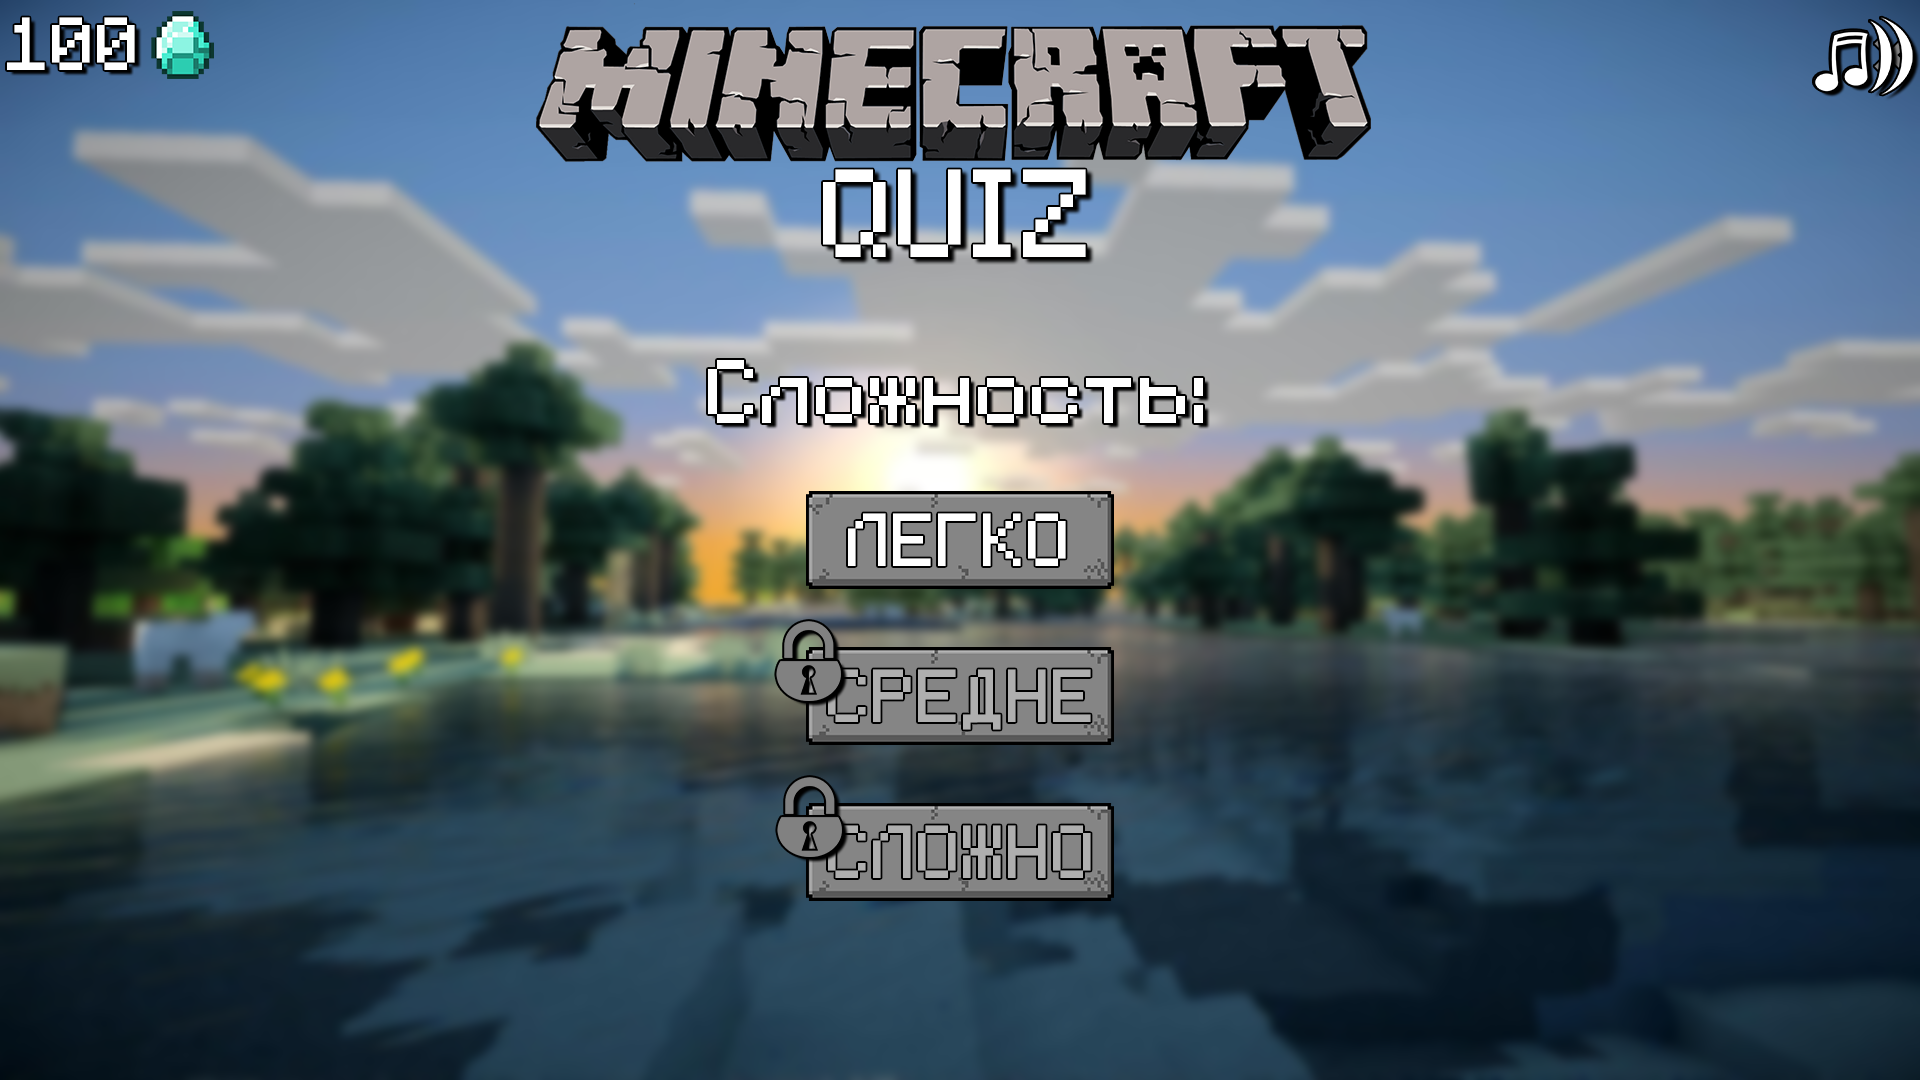 100
MINECRAFT
QUIZ
Сложность:
ЛЕГКО
СРЕДНЕ
СЛОЖНО